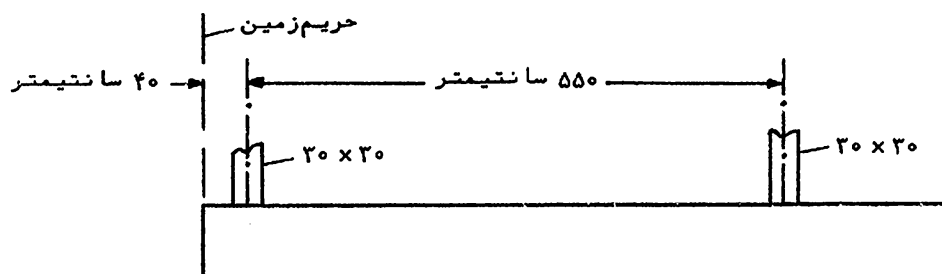 حریم زمین
۵۵۰ سانتیمتر
۴۰ سانتیمتر
۳۰ × ۳۰
۳۰ × ۳۰